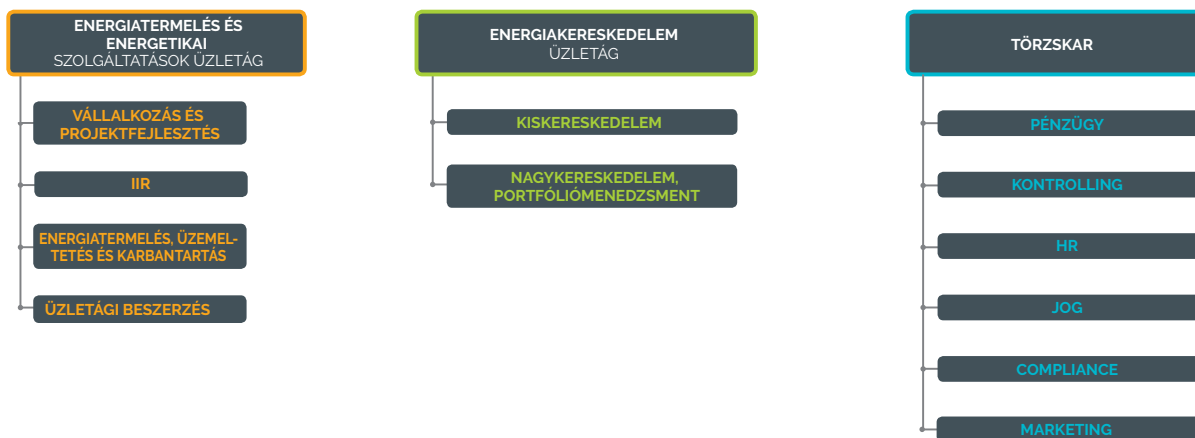 ENERGIATERMELÉS ÉS
ENERGETIKAI
SZOLGÁLTATÁSOK ÜZLETÁG
VÁLLALKOZÁS ÉS
PROJEKTFEJLESZTÉS
IIR
ENERGIATERMELÉS, ÜZEMEL-
TETÉS ÉS KARBANTARTÁS
ÜZLETÁGI BESZERZÉS
ENERGIAKERESKEDELEM
ÜZLETÁG
KISKERESKEDELEM
NAGYKERESKEDELEM,
PORTFÓLIÓMENEDZSMENT
TÖRZSKAR
PÉNZÜGY
KONTROLLING
HR
JOG
COMPLIANCE
MARKETING